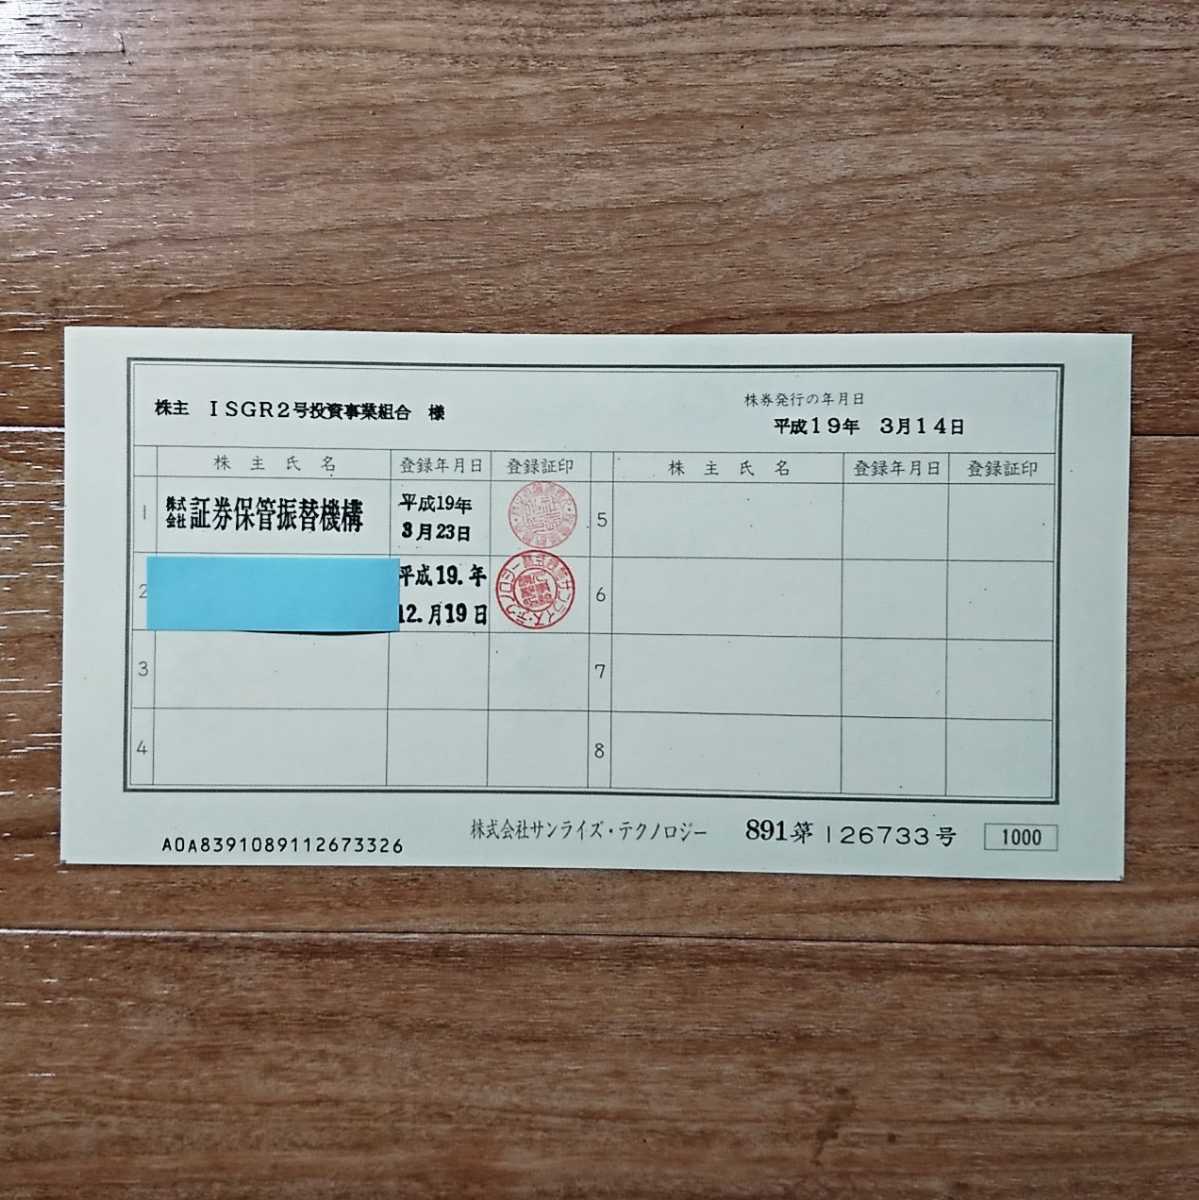 株主 ISGR2号投資事業組合 様
株券発行の年月日
平成19年 3月14日
株主氏名 登録年月日 登録証印 株主氏名 登録年月日 登録証印
1 株式会社 証券保管振替機構 平成19年 3月23日 5
2 平成19.年 12.月19日 6
3 7
4 8
A0A8391089112673326 株式会社サンライズ・テクノロジー 891第126733号 1000